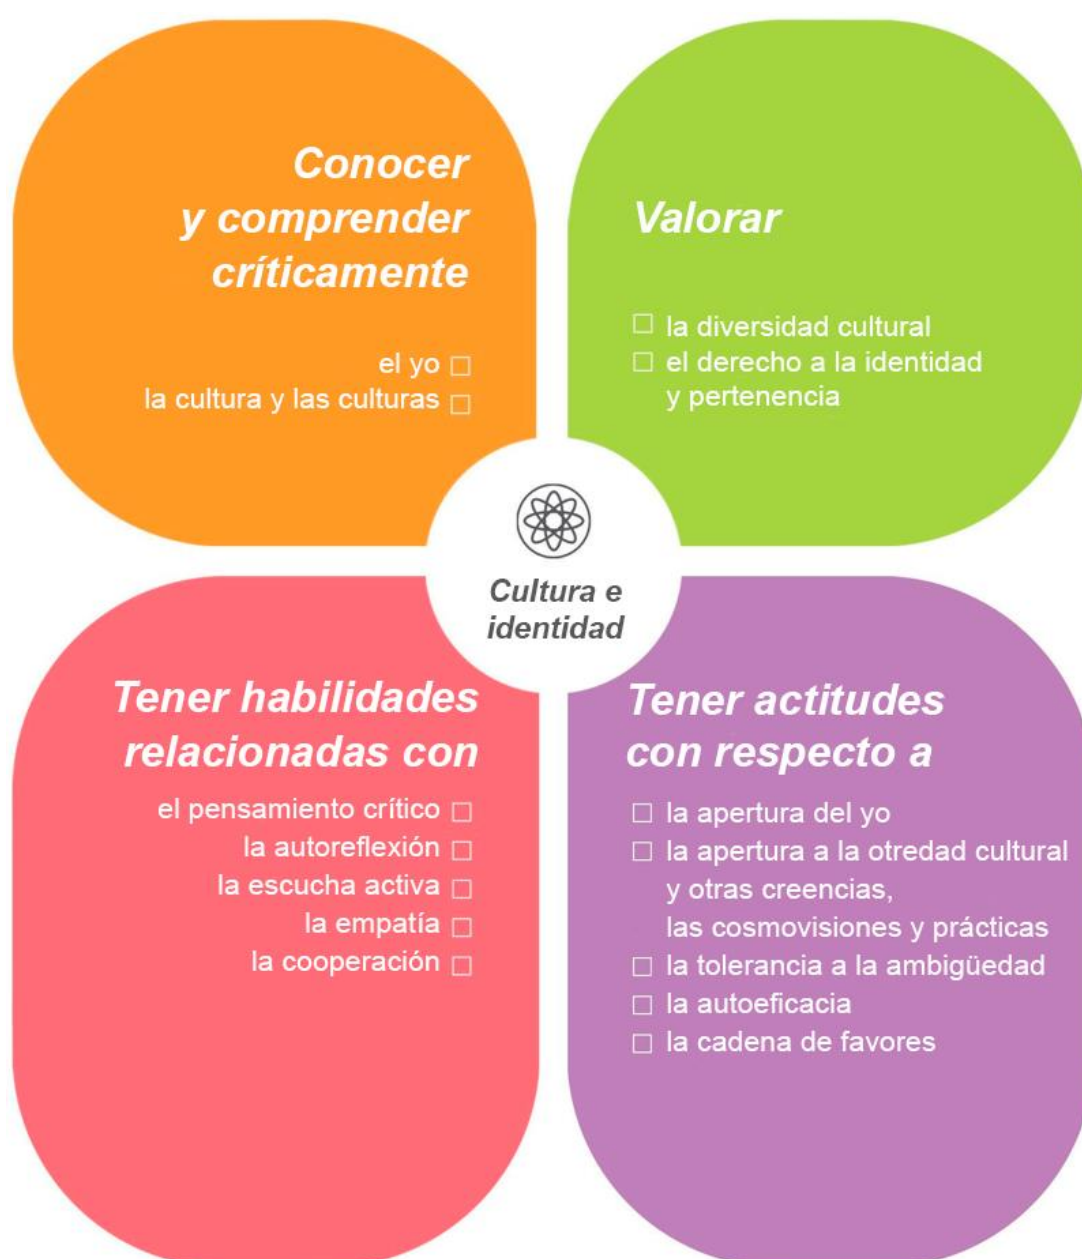 Conocer
y comprender
críticamente
el yo
la cultura y las culturas
Valorar
la diversidad cultural
el derecho a la identidad
y pertenencia
Cultura e
identidad
Tener habilidades
relacionadas con
el pensamiento crítico
la autoreflexión
la escucha activa
la empatía
la cooperación
Tener actitudes
con respecto a
la apertura del yo
la apertura a la otredad cultural
y otras creencias,
las cosmovisiones y prácticas
la tolerancia a la ambigüedad
la autoeficacia
la cadena de favores